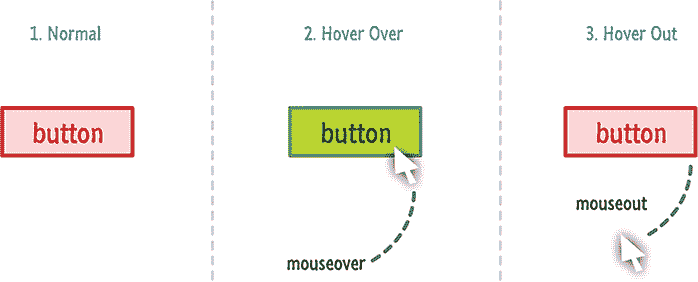 1. Normal
2. Hover Over
3. Hover Out
button
button
button
mouseover
mouseout